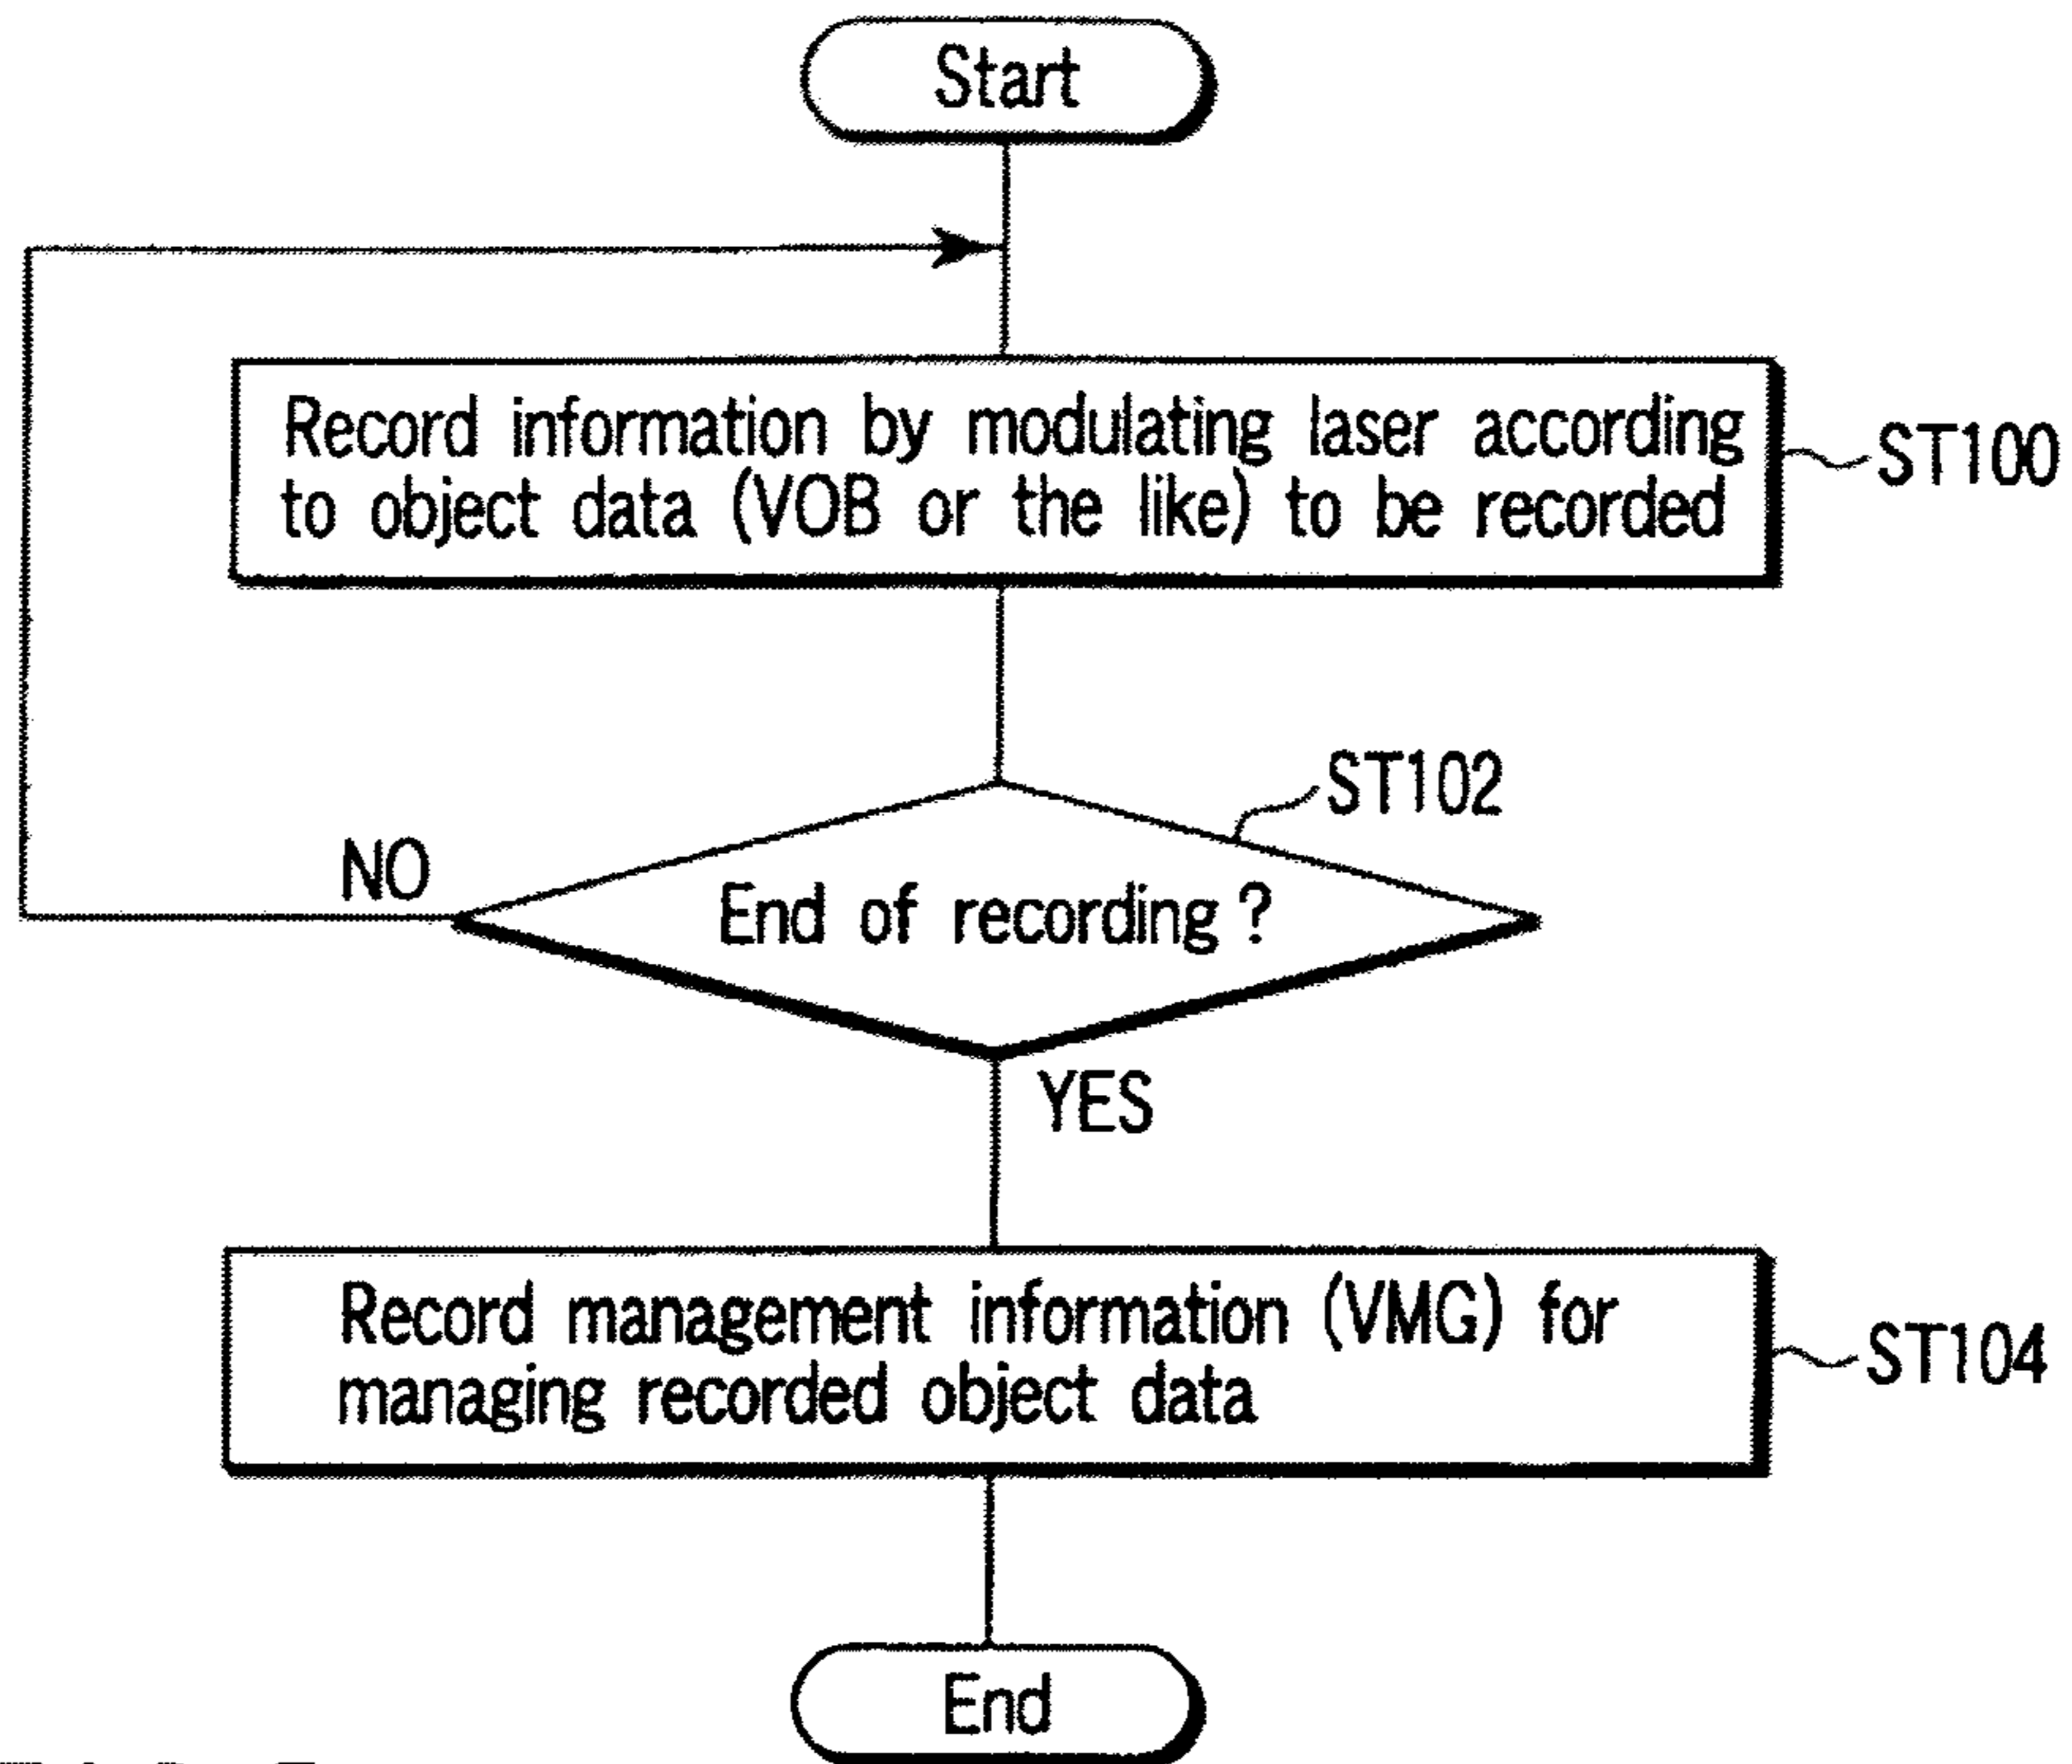 Start
Record information by modulating laser according
to object data (VOB or the like) to be recorded
ST100
ST102
NO
End of recording?
YES
Record management information (VMG) for
managing recorded object data
ST104
End